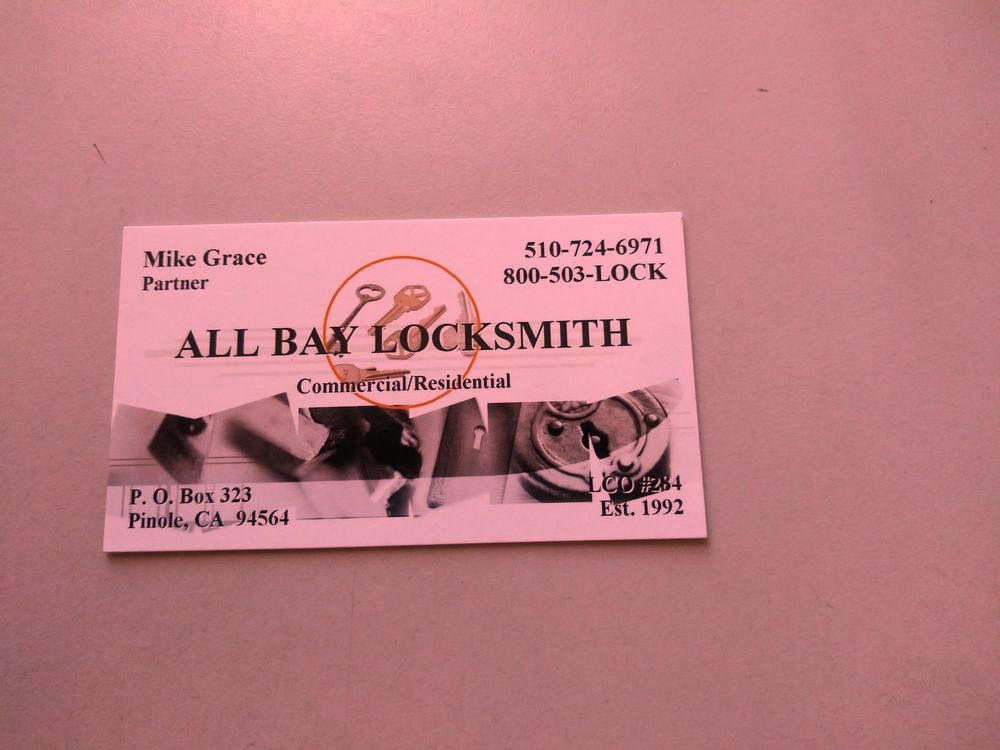 Mike Grace
Partner
510-724-6971
800-503-LOCK
ALL BAY LOCKSMITH
Commercial/Residential
P. O. Box 323
Pinole, CA 94564
LCO #284
Est. 1992